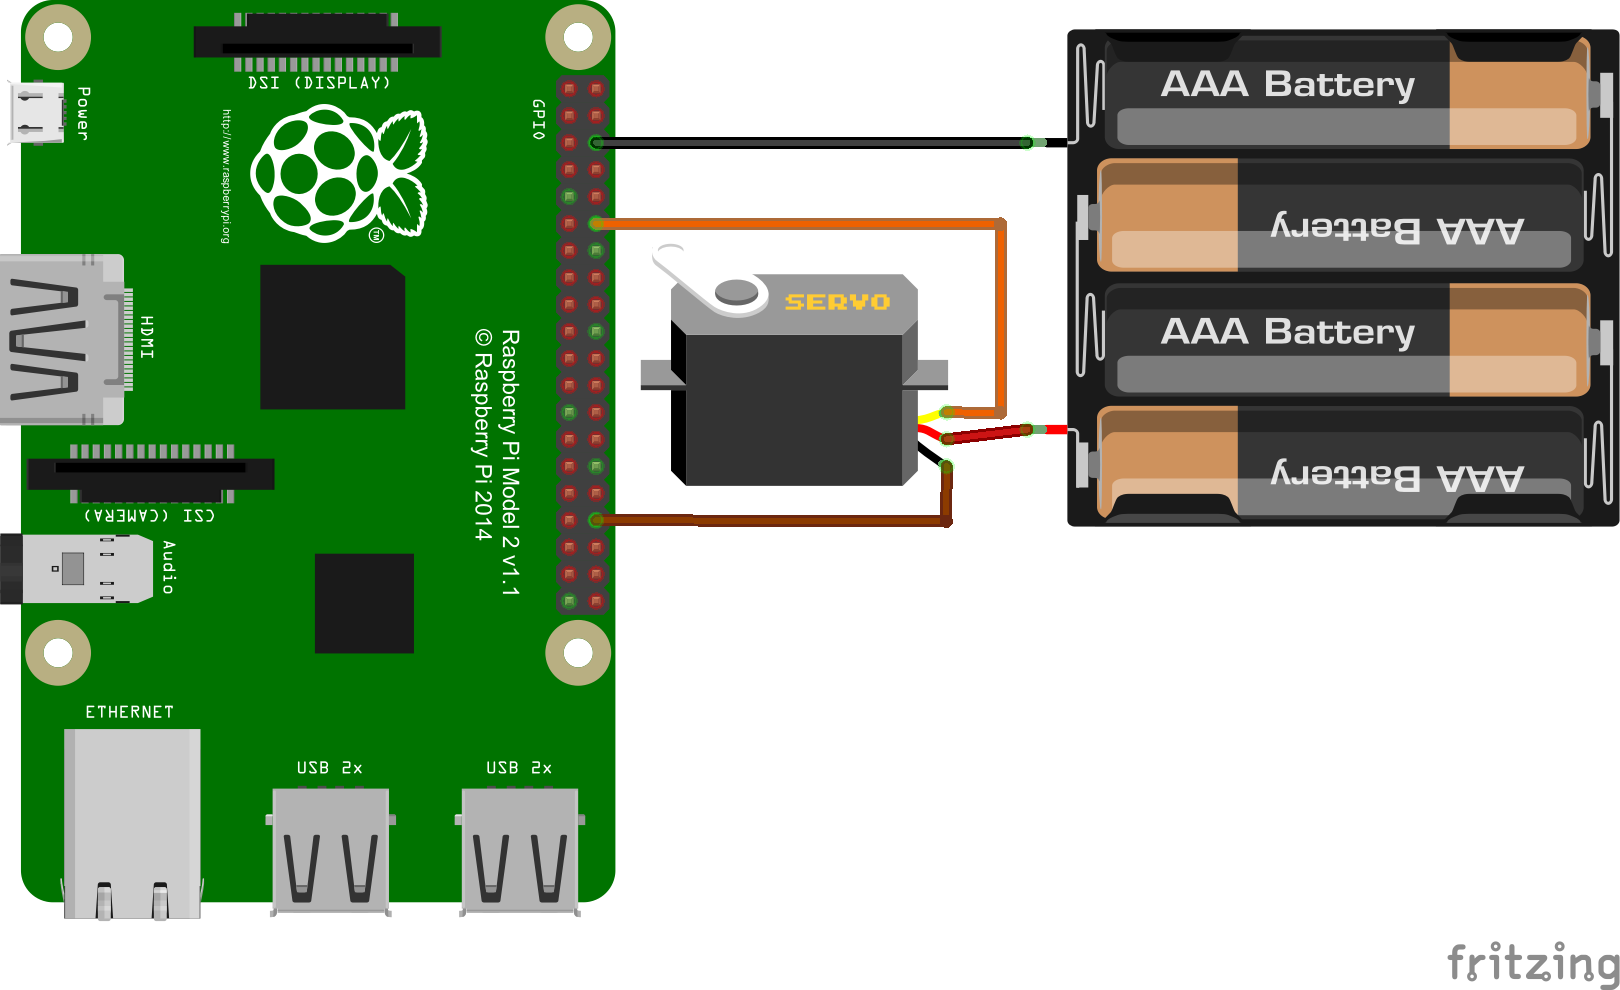 DSI (DISPLAY)
Power
http://www.raspberrypi.org
TM
GPIO
HDMI
Raspberry Pi Model 2 v1.1
© Raspberry Pi 2014
CSI (CAMERA)
Audio
ETHERNET
USB 2x
USB 2x
SERVO
AAA Battery
AAA Battery
AAA Battery
AAA Battery
fritzing